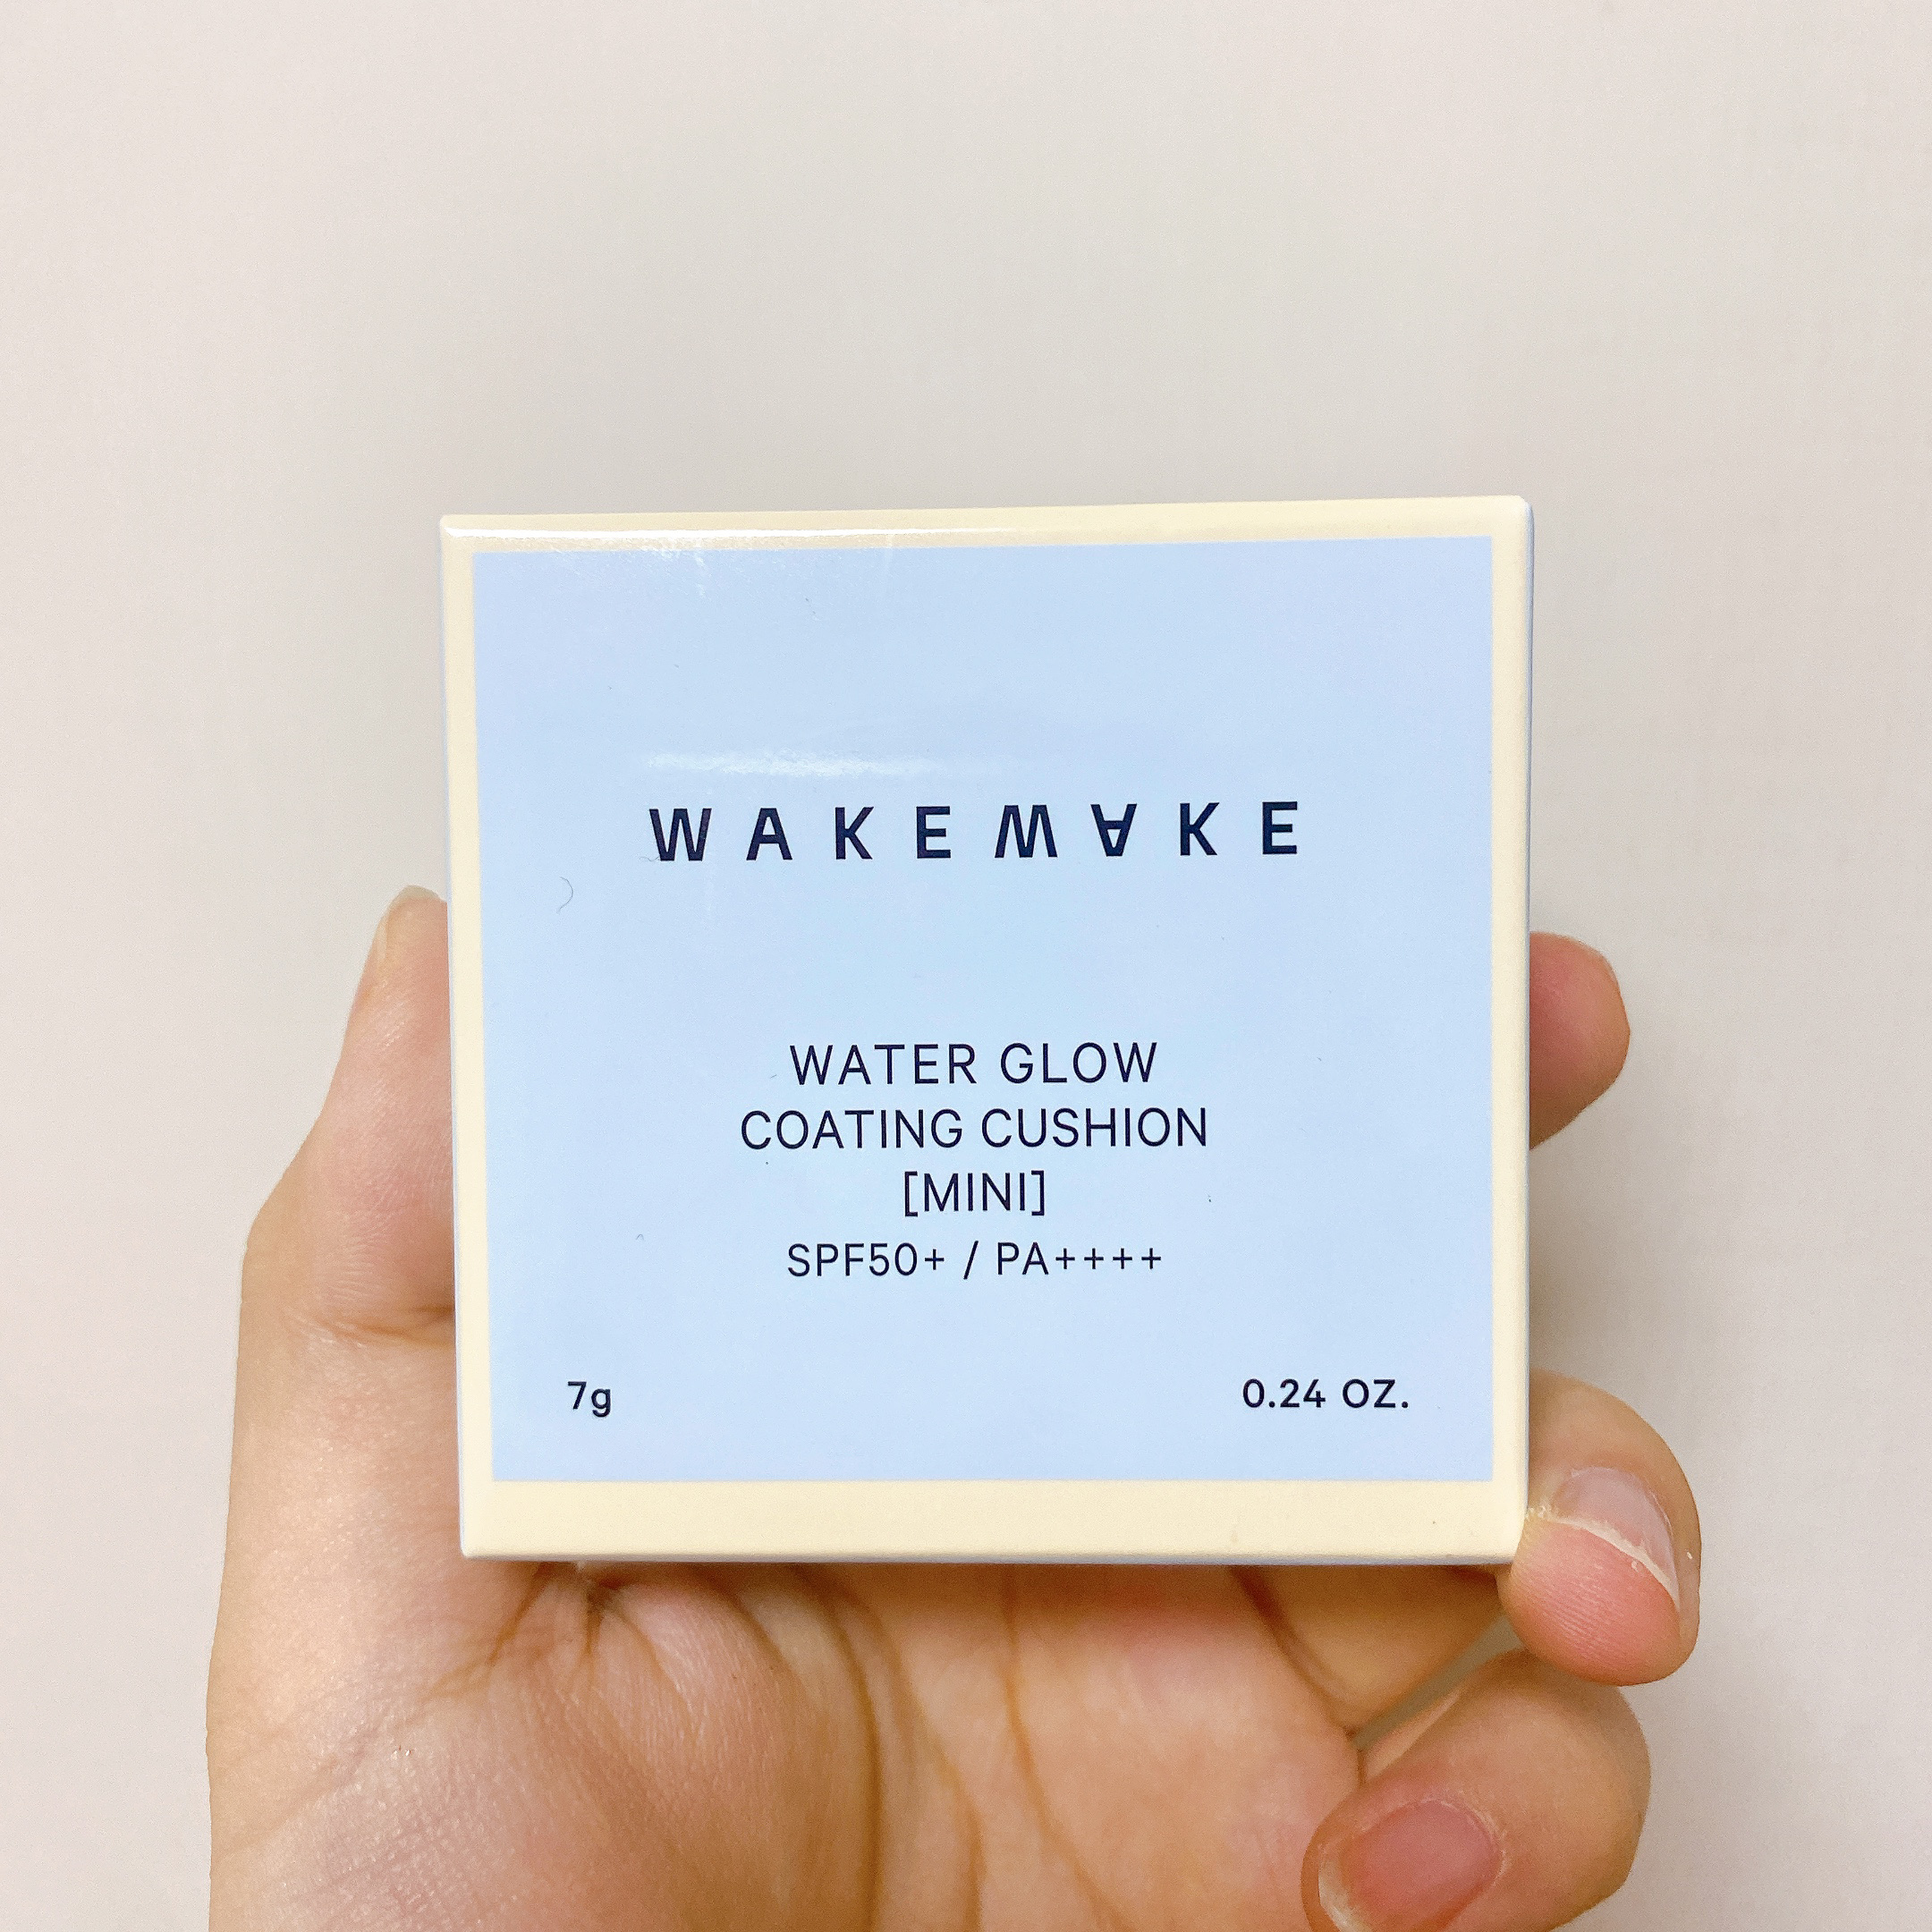 WAKEMAKE
WATER GLOW
COATING CUSHION
[MINI]
SPF50+ / PA++++
7g
0.24 OZ.